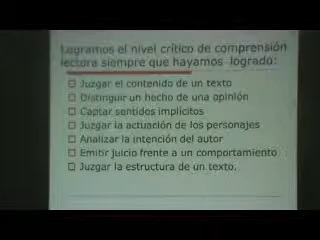 Logramos el nivel crítico de comprensión
lectora siempre que hayamos logrado:
☐ Juzgar el contenido de un texto
☐ Distinguir un hecho de una opinión
☐ Captar sentidos implícitos
☐ Juzgar la actuación de los personajes
☐ Analizar la intención del autor
☐ Emitir juicio frente a un comportamiento
☐ Juzgar la estructura de un texto.